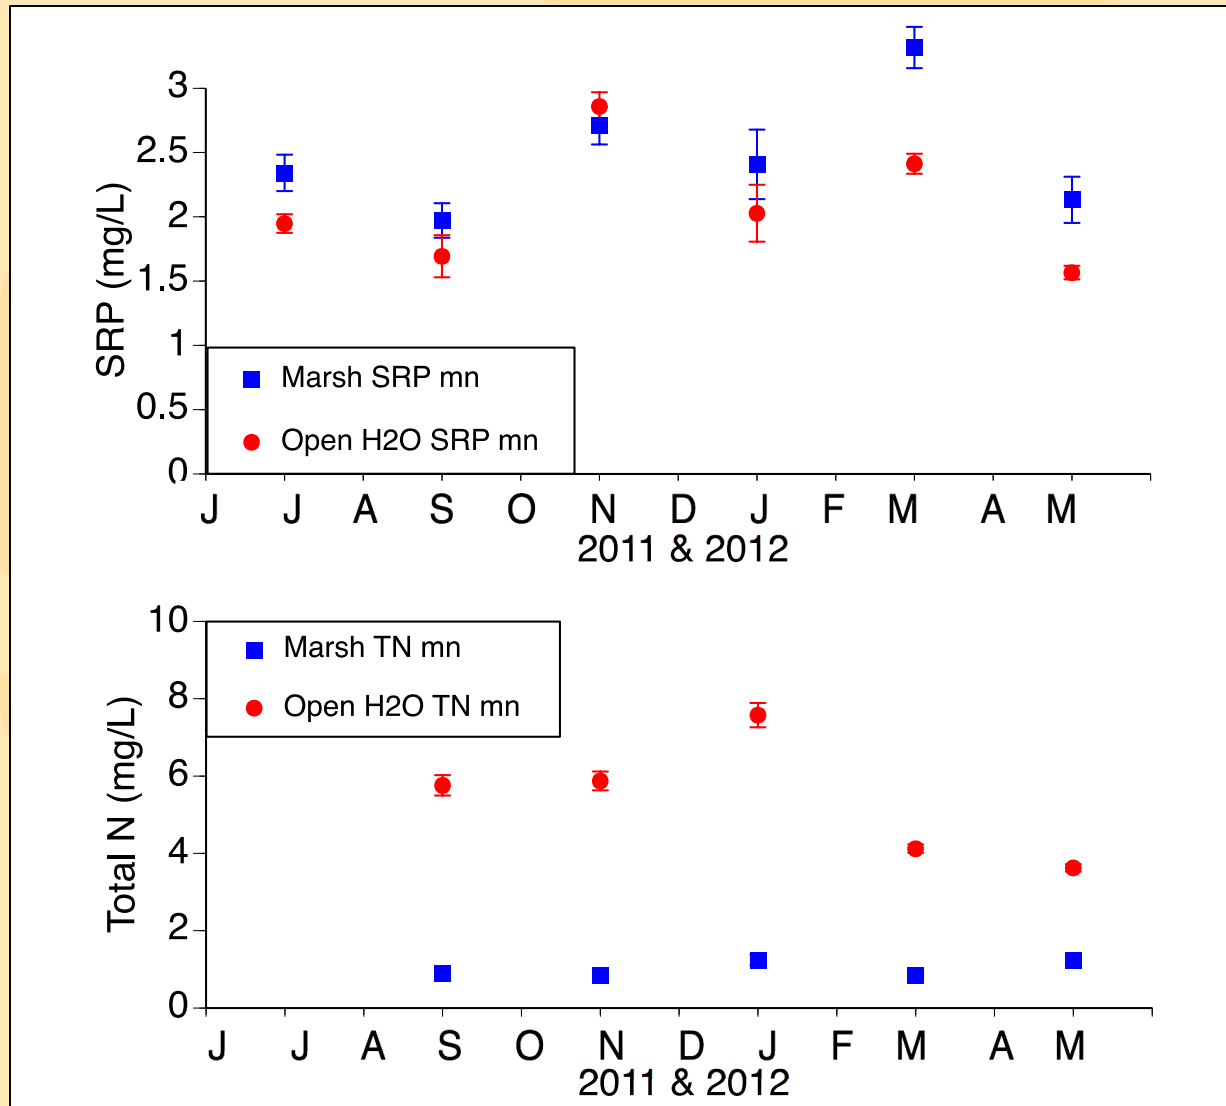 3
2.5
2
1.5
1
0.5
0
SRP (mg/L)
Marsh SRP mn
Open H2O SRP mn
J J A S O N D J F M A M
2011 & 2012
10
8
6
4
2
0
Total N (mg/L)
Marsh TN mn
Open H2O TN mn
J J A S O N D J F M A M
2011 & 2012